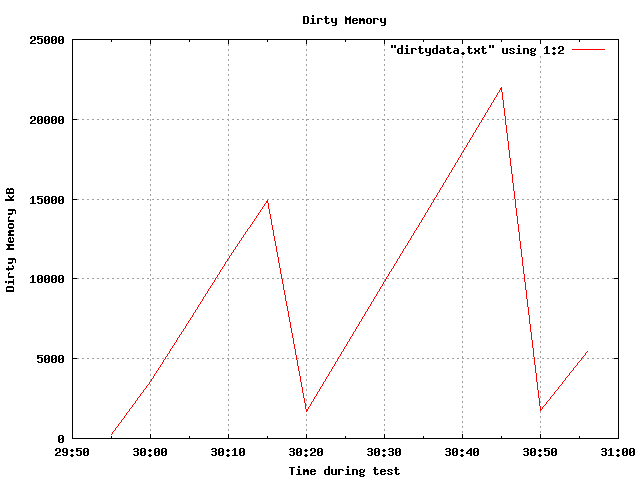 Dirty Memory
25000
"dirtydata.txt" using 1:2
20000
15000
Dirty Memory kB
10000
5000
0
29:50 30:00 30:10 30:20 30:30 30:40 30:50 31:00
Time during test